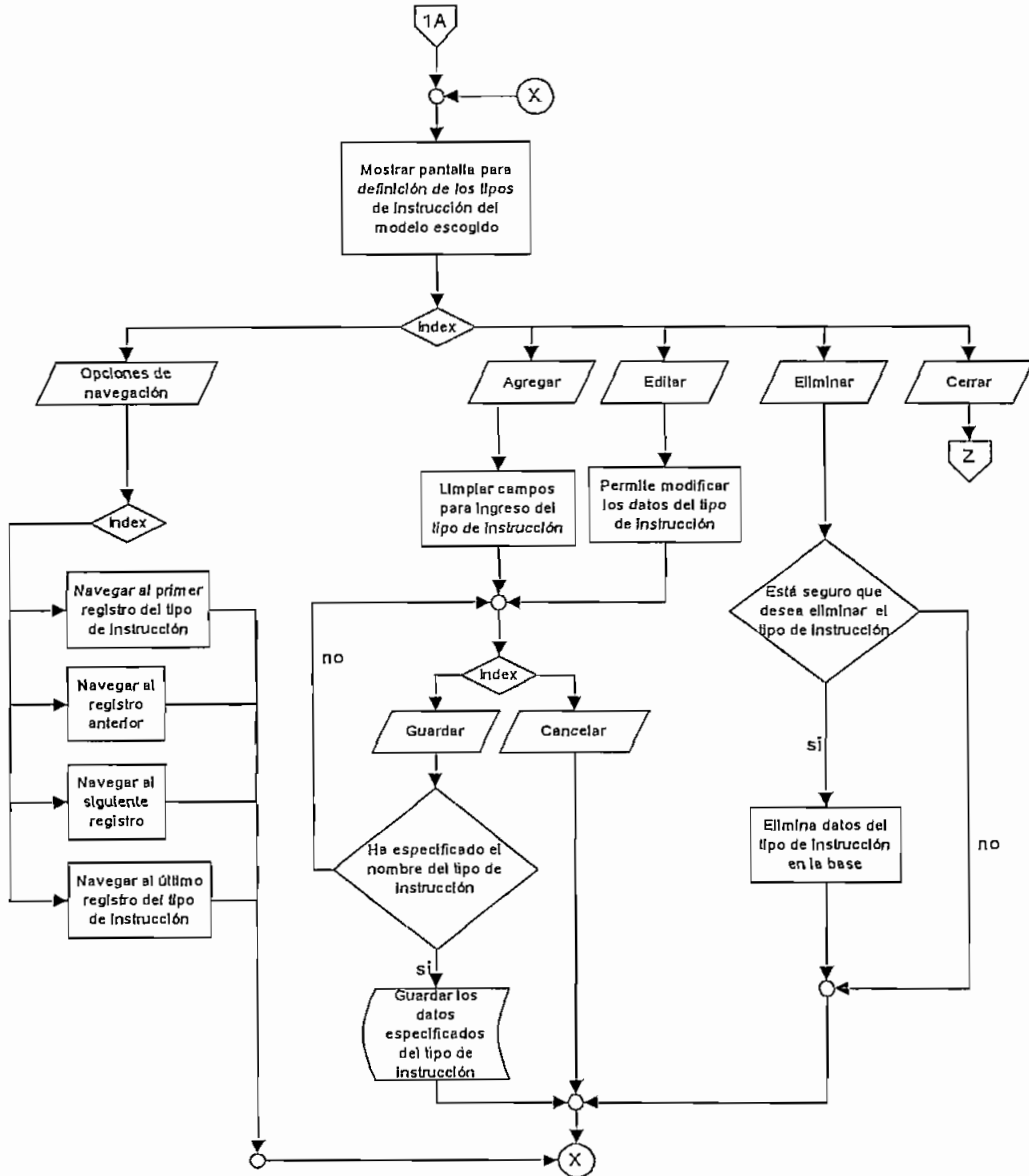 1A
X
Mostrar pantalla para
definición de los tipos
de instrucción del
modelo escogido
Index
Opciones de
navegación
Agregar
Editar
Eliminar
Cerrar
Z
Limpiar campos
para ingreso del
tipo de instrucción
Permite modificar
los datos del tipo
de instrucción
Index
Navegar al primer
registro del tipo
de instrucción
Navegar al
registro
anterior
Navegar al
siguiente
registro
Navegar al último
registro del tipo
de instrucción
no
Index
Guardar
Cancelar
Ha especificado el
nombre del tipo de
instrucción
si
Guardar los
datos
especificados
del tipo de
instrucción
Está seguro que
desea eliminar el
tipo de instrucción
si
no
Elimina datos del
tipo de instrucción
en la base
X